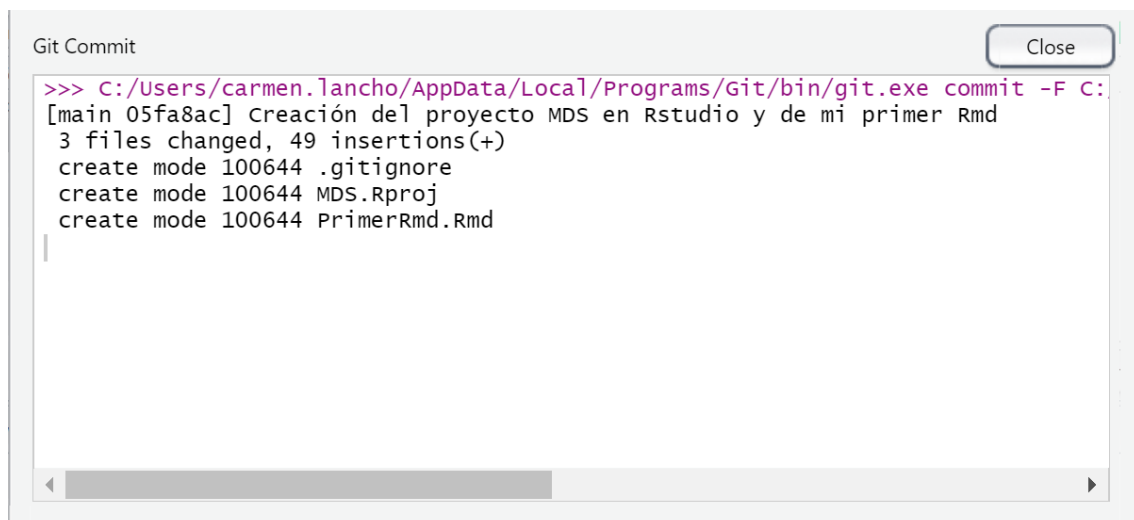 Git Commit
Close
>>> C:/Users/carmen.lancho/AppData/Local/Programs/Git/bin/git.exe commit -F C:
[main 05fa8ac] Creación del proyecto MDS en Rstudio y de mi primer Rmd
3 files changed, 49 insertions(+)
create mode 100644 .gitignore
create mode 100644 MDS.Rproj
create mode 100644 PrimerRmd.Rmd